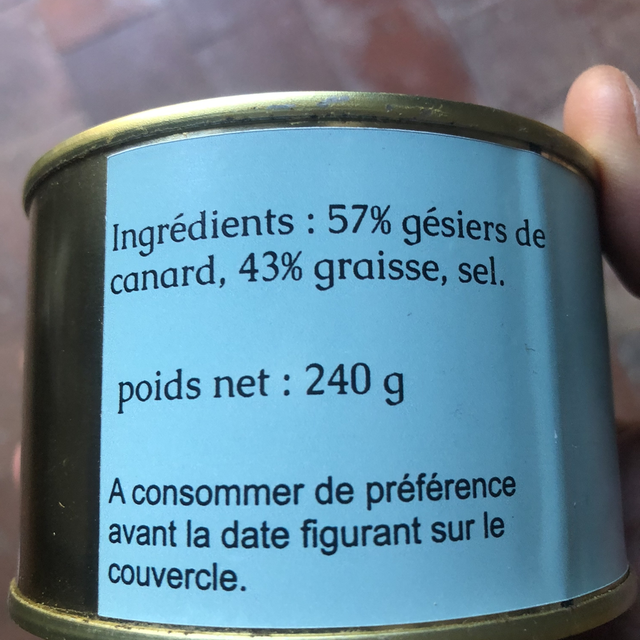 Ingrédients : 57% gésiers de
canard, 43% graisse, sel.
poids net : 240 g
A consommer de préférence
avant la date figurant sur le
couvercle.